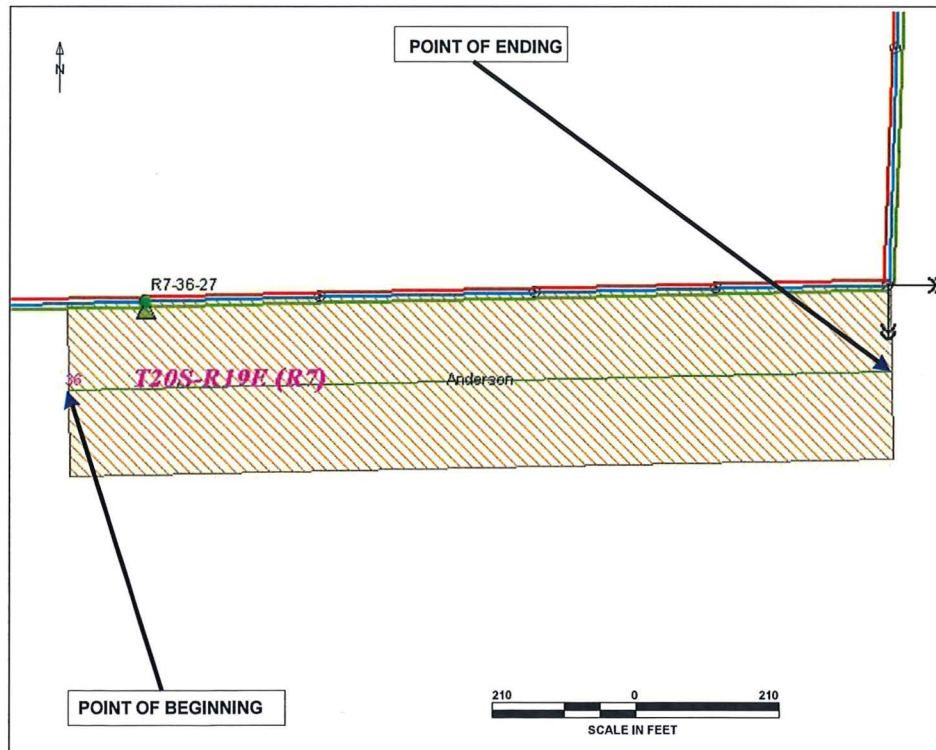 POINT OF ENDING
N
R7-36-27
36
T20S-R19E (R7)
Anderson
POINT OF BEGINNING
210 0 210
SCALE IN FEET